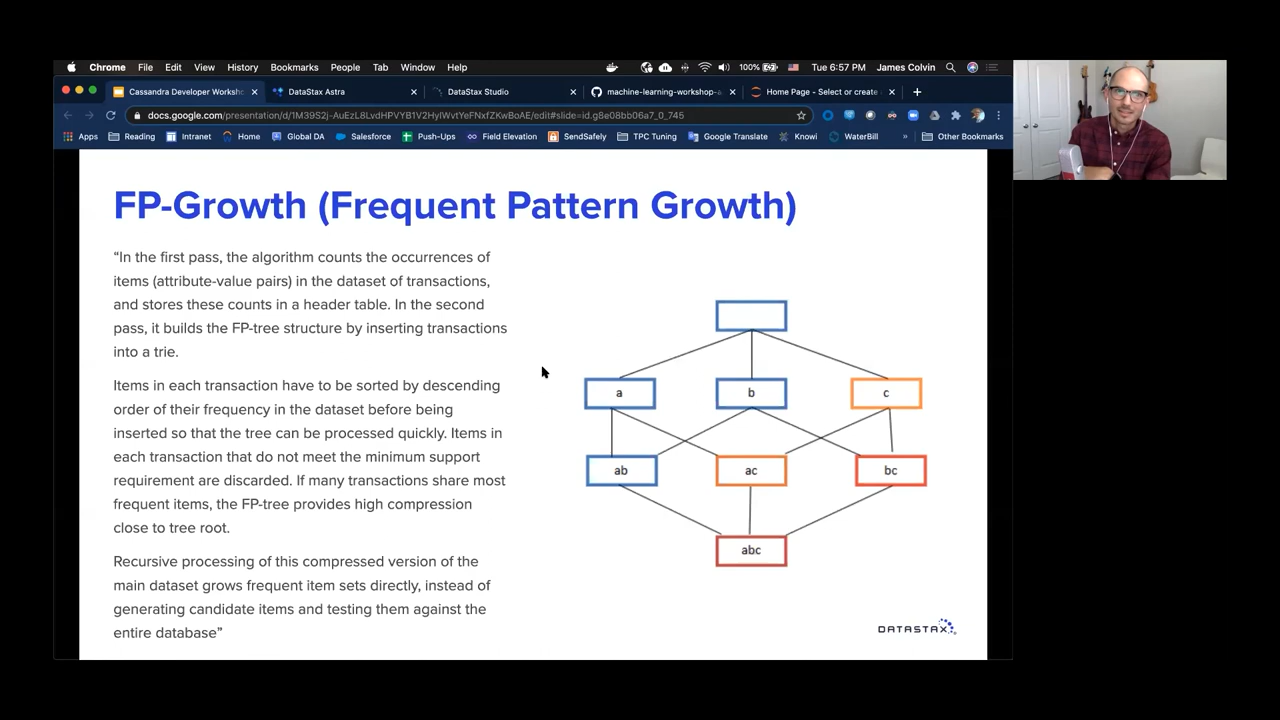 Chrome File Edit View History Bookmarks People Tab Window Help 100% Tue 6:57 PM James Colvin
Cassandra Developer Worksh DataStax Astra DataStax Studio machine-learning-workshop-a Home Page - Select or create
docs.google.com/presentation/d/1M39S2j-AuEzL8LvdHPVYB1V2HyIWvtYeFNxfZKwBoAE/edit#slide=id.g8e08bb06a7_0_745
Apps Reading Intranet Home Global DA Salesforce Push-Ups Field Elevation SendSafely TPC Tuning Google Translate Knowi WaterBill » Other Bookmarks
FP-Growth (Frequent Pattern Growth)
“In the first pass, the algorithm counts the occurrences of
items (attribute-value pairs) in the dataset of transactions,
and stores these counts in a header table. In the second
pass, it builds the FP-tree structure by inserting transactions
into a trie.
Items in each transaction have to be sorted by descending
order of their frequency in the dataset before being
inserted so that the tree can be processed quickly. Items in
each transaction that do not meet the minimum support
requirement are discarded. If many transactions share most
frequent items, the FP-tree provides high compression
close to tree root.
Recursive processing of this compressed version of the
main dataset grows frequent item sets directly, instead of
generating candidate items and testing them against the
entire database”
a b c
ab ac bc
abc
DATASTAX